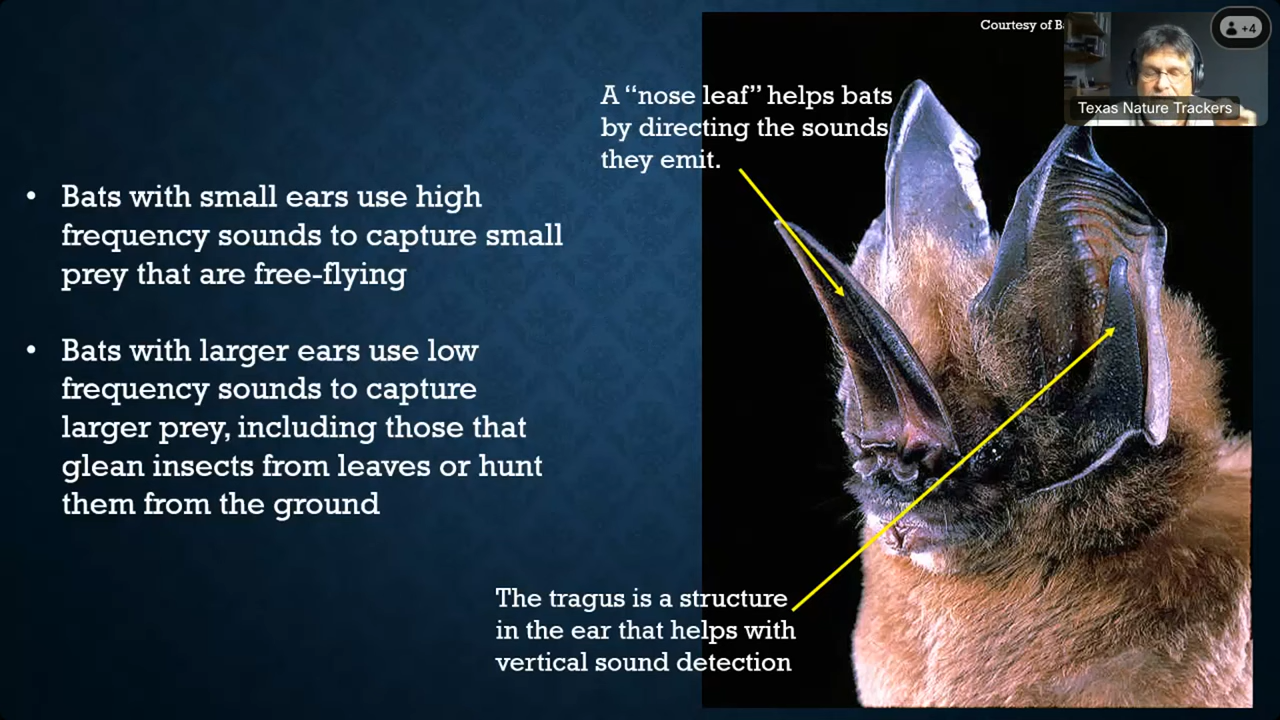 Courtesy of
+4
Texas Nature Trackers
A “nose leaf” helps bats
by directing the sounds
they emit.
• Bats with small ears use high
frequency sounds to capture small
prey that are free-flying
• Bats with larger ears use low
frequency sounds to capture
larger prey, including those that
glean insects from leaves or hunt
them from the ground
The tragus is a structure
in the ear that helps with
vertical sound detection